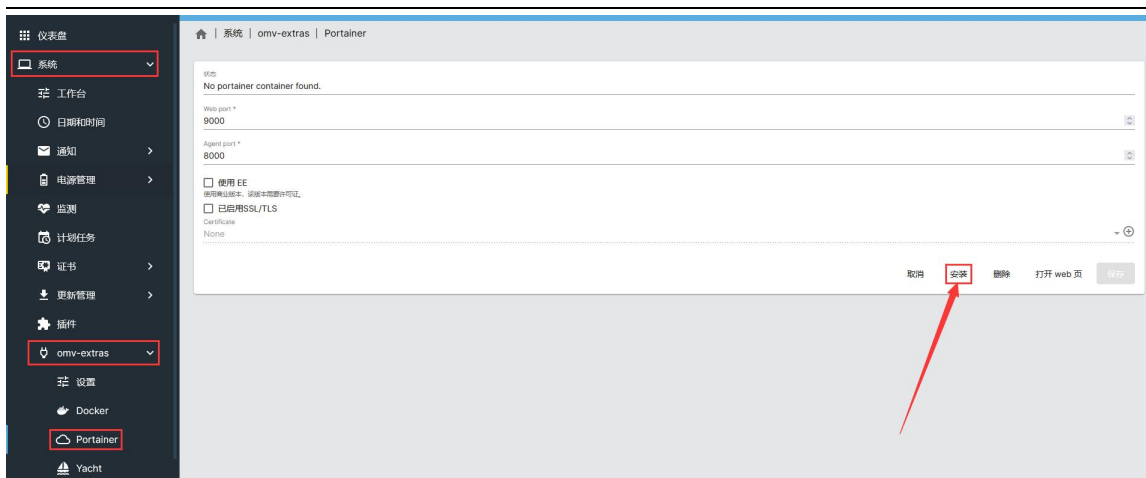 仪表盘
系统
工作台
日期和时间
通知
电源管理
监测
计划任务
证书
更新管理
插件
omv-extras
设置
Docker
Portainer
Yacht
| 系统 | omv-extras | Portainer
状态
No portainer container found.
Web port *
9000
Agent port *
8000
使用 EE
使用商业版本，该版本需要许可证。
已启用SSL/TLS
Certificate
None
取消 安装 删除 打开 web 页 保存